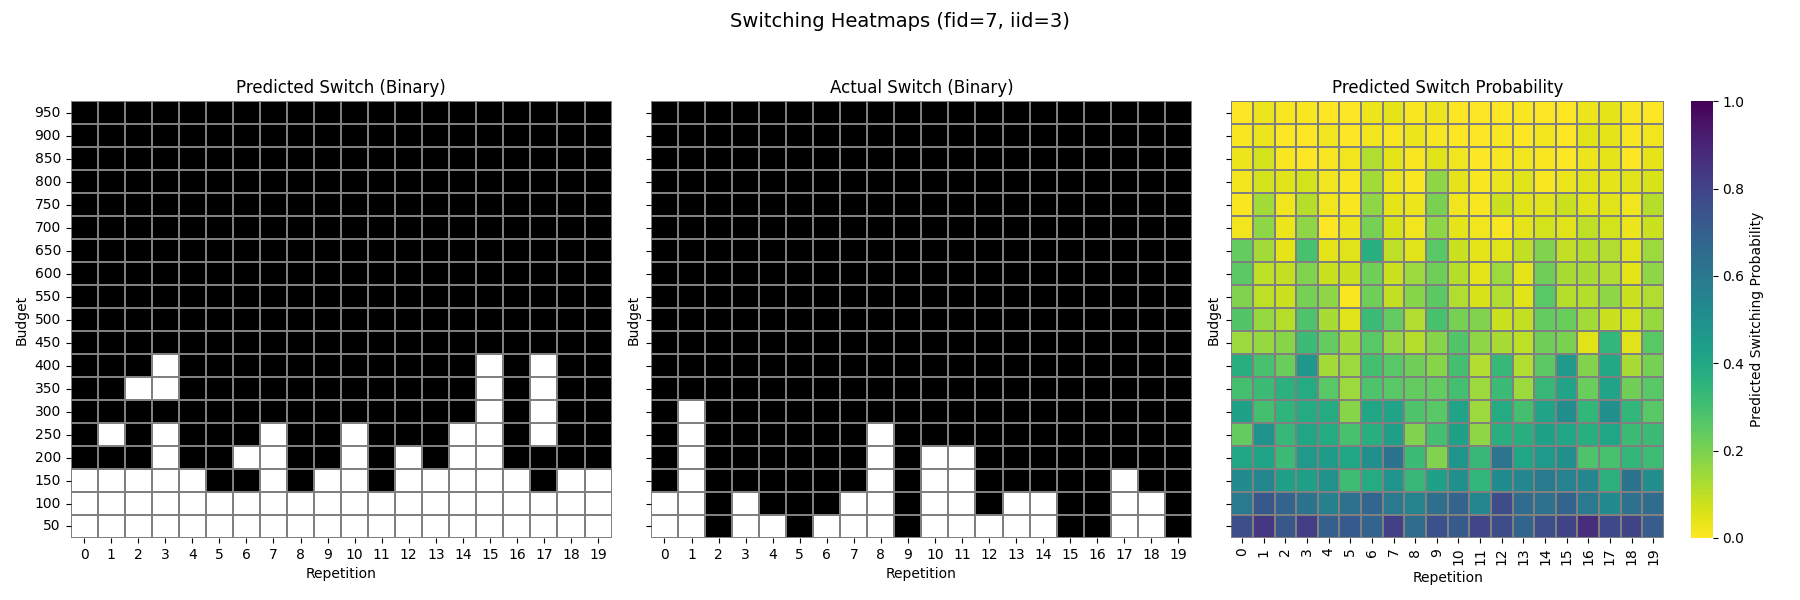 Switching Heatmaps (fid=7, iid=3)
Predicted Switch (Binary)
950
900
850
800
750
700
650
600
550
500
450
400
350
300
250
200
150
100
50
Budget
0 1 2 3 4 5 6 7 8 9 10 11 12 13 14 15 16 17 18 19
Repetition
Actual Switch (Binary)
Budget
0 1 2 3 4 5 6 7 8 9 10 11 12 13 14 15 16 17 18 19
Repetition
Predicted Switch Probability
Budget
0 1 2 3 4 5 6 7 8 9 10 11 12 13 14 15 16 17 18 19
Repetition
1.0
0.8
0.6
0.4
0.2
0.0
Predicted Switching Probability